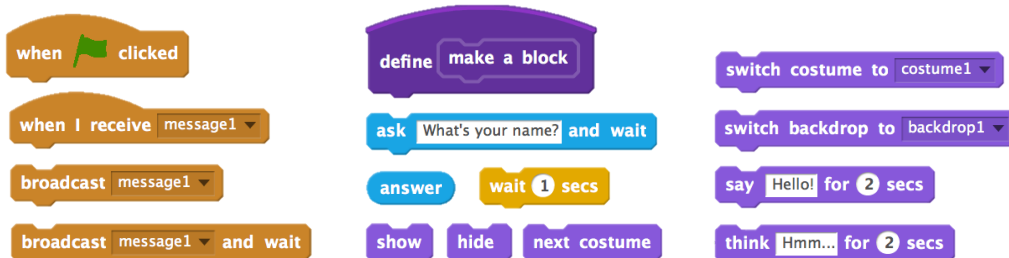 when clicked
when I receive message1
broadcast message1
broadcast message1 and wait
define make a block
ask What's your name? and wait
answer
wait 1 secs
show
hide
next costume
switch costume to costume1
switch backdrop to backdrop1
say Hello! for 2 secs
think Hmm... for 2 secs